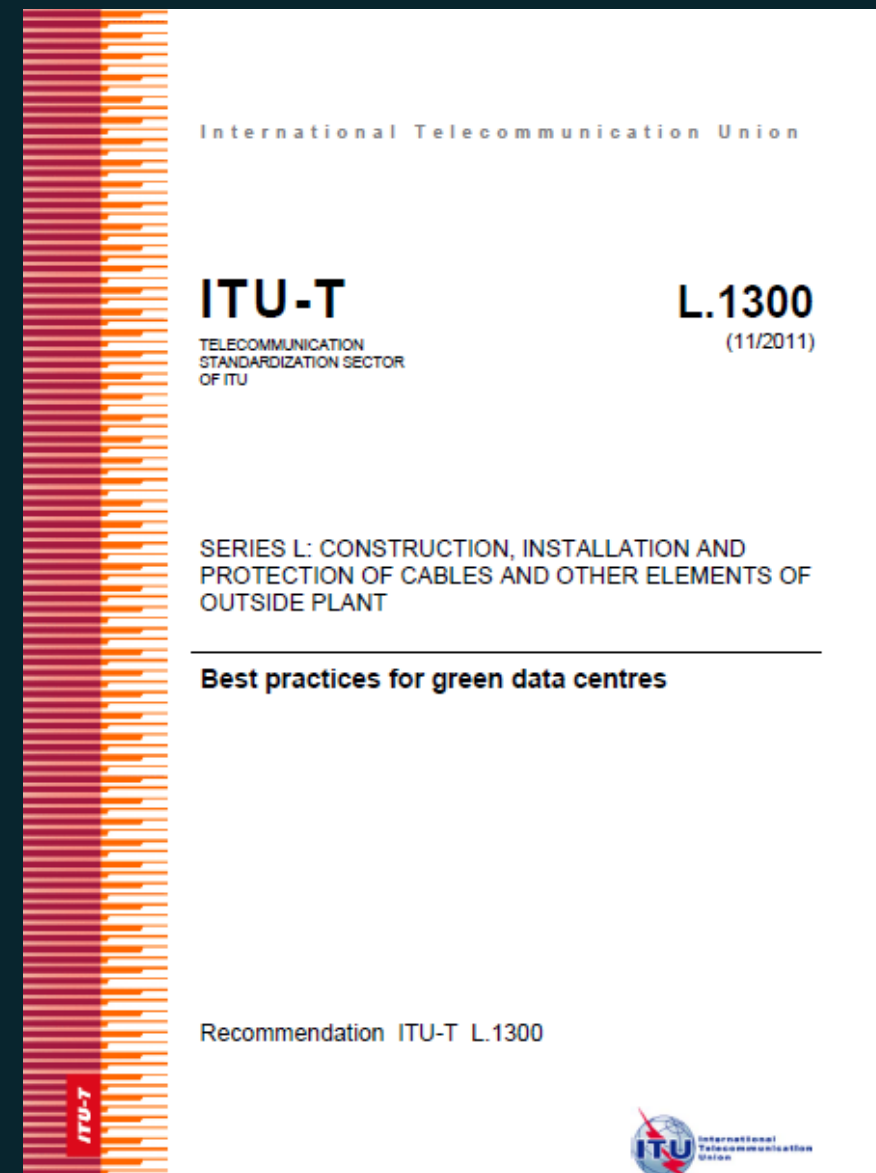 International Telecommunication Union
ITU-T
L.1300
TELECOMMUNICATION
STANDARDIZATION SECTOR
OF ITU
(11/2011)
SERIES L: CONSTRUCTION, INSTALLATION AND
PROTECTION OF CABLES AND OTHER ELEMENTS OF
OUTSIDE PLANT
Best practices for green data centres
Recommendation ITU-T L.1300
ITU-T
ITU
International
Telecommunication
Union